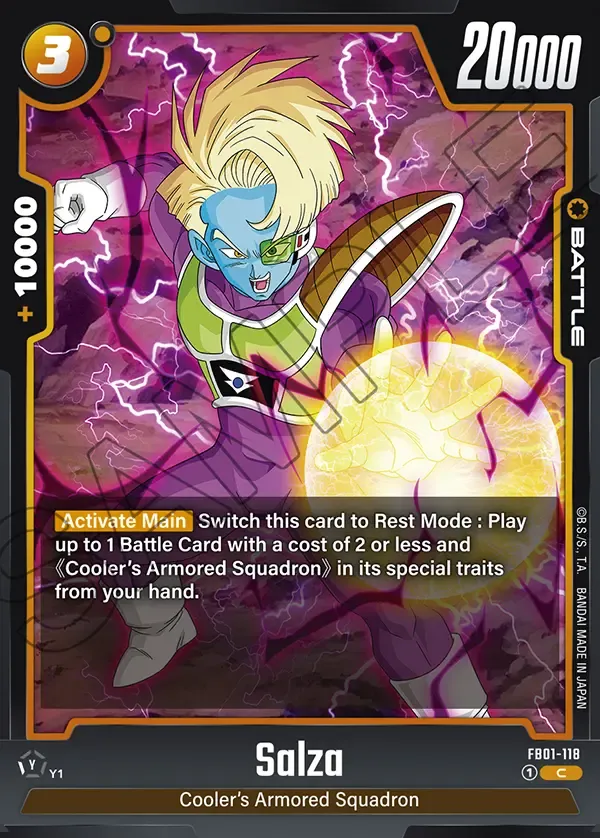 3
20000
+10000
BATTLE
Activate Main Switch this card to Rest Mode : Play
up to 1 Battle Card with a cost of 2 or less and
《Cooler's Armored Squadron》 in its special traits
from your hand.
©B.S./S., T.A. BANDAI MADE IN JAPAN
SAMPLE
Y Y1
Salza
FB01-118
1 C
Cooler's Armored Squadron